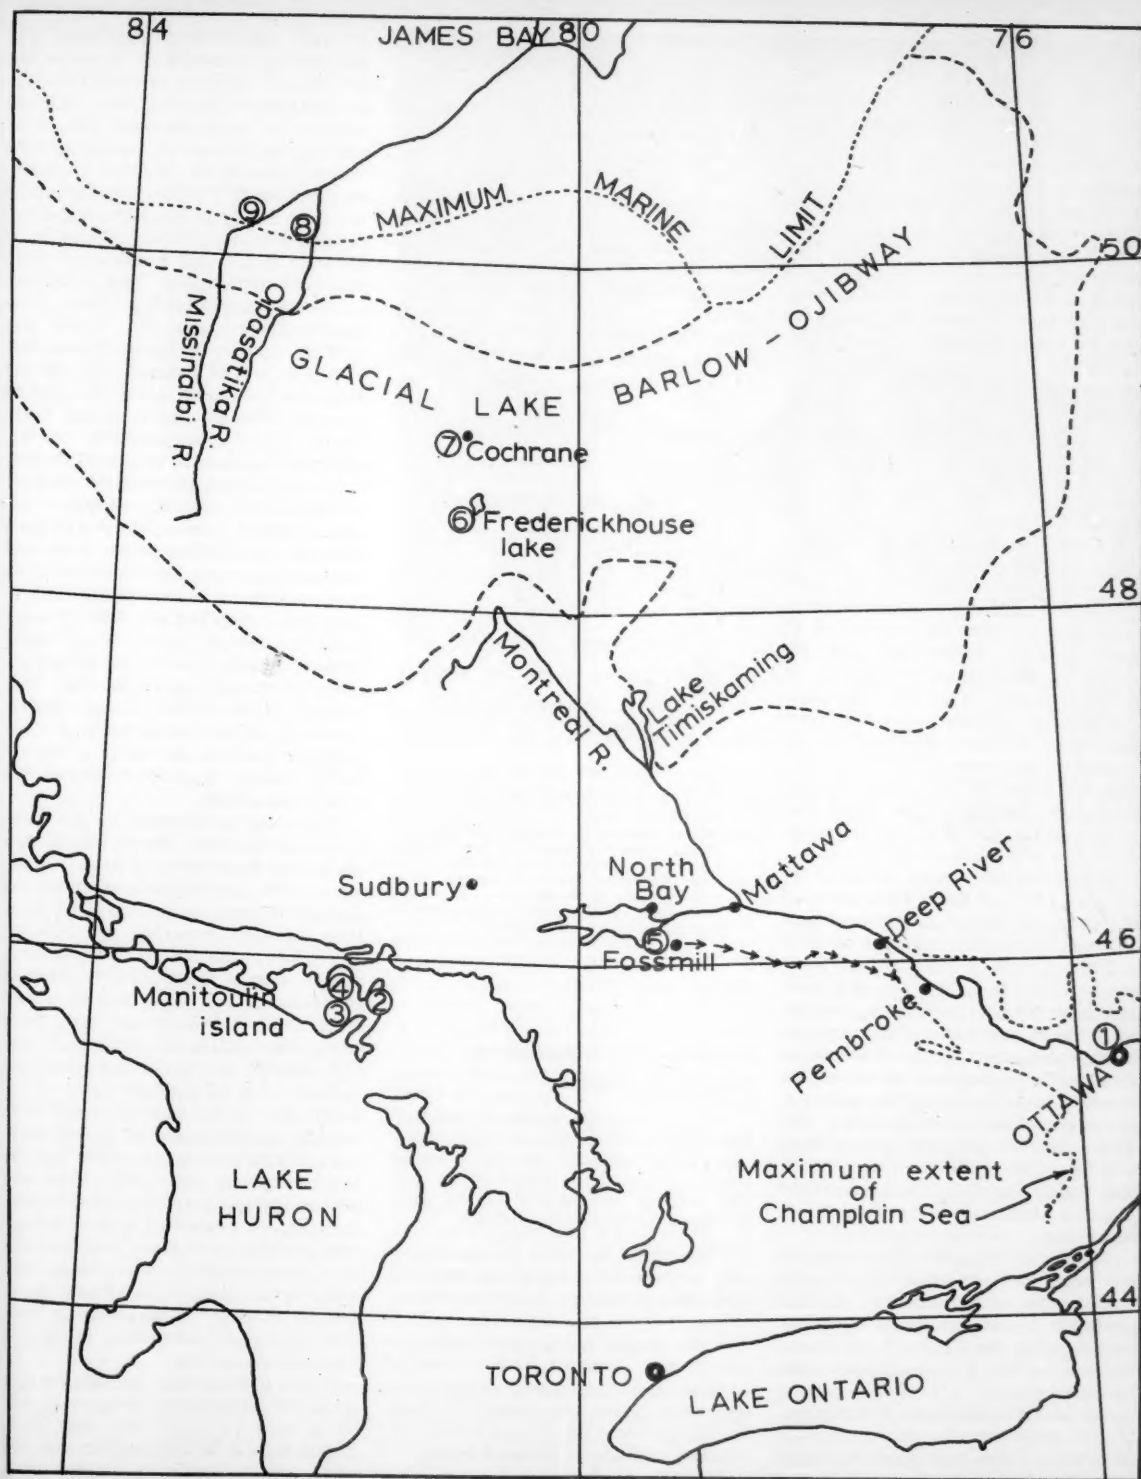 84
JAMES BAY
80
76
MAXIMUM MARINE LIMIT
⑨
⑧
50
Opasatika R.
Missinaibi R.
GLACIAL LAKE BARLOW - OJIBWAY
⑦ Cochrane
⑥ Frederickhouse
lake
48
Montreal R.
Lake
Timiskaming
Sudbury
North
Bay
Mattawa
Deep River
⑤
Fossmill
46
Manitoulin
island
④
③
②
Pembroke
①
OTTAWA
LAKE
HURON
Maximum extent
of
Champlain Sea
?
44
TORONTO
LAKE ONTARIO